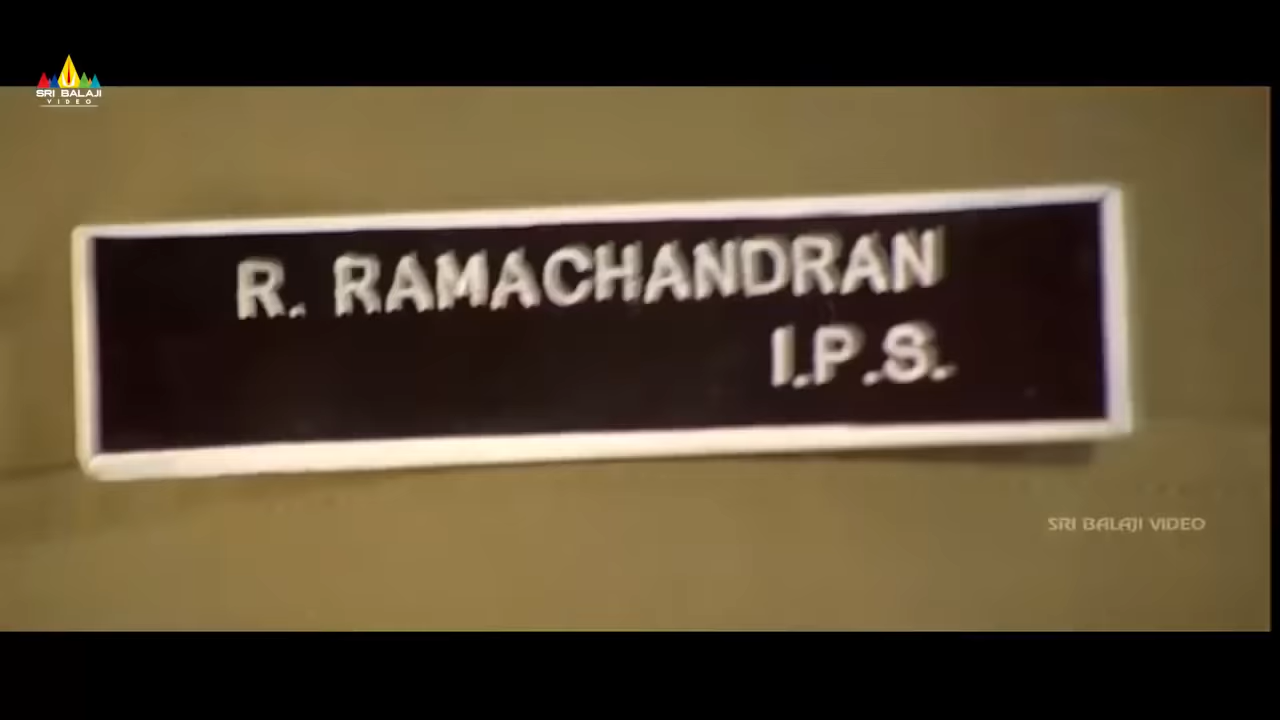 SRI BALAJI
VIDEO
R. RAMACHANDRAN
I.P.S.
SRI BALAJI VIDEO